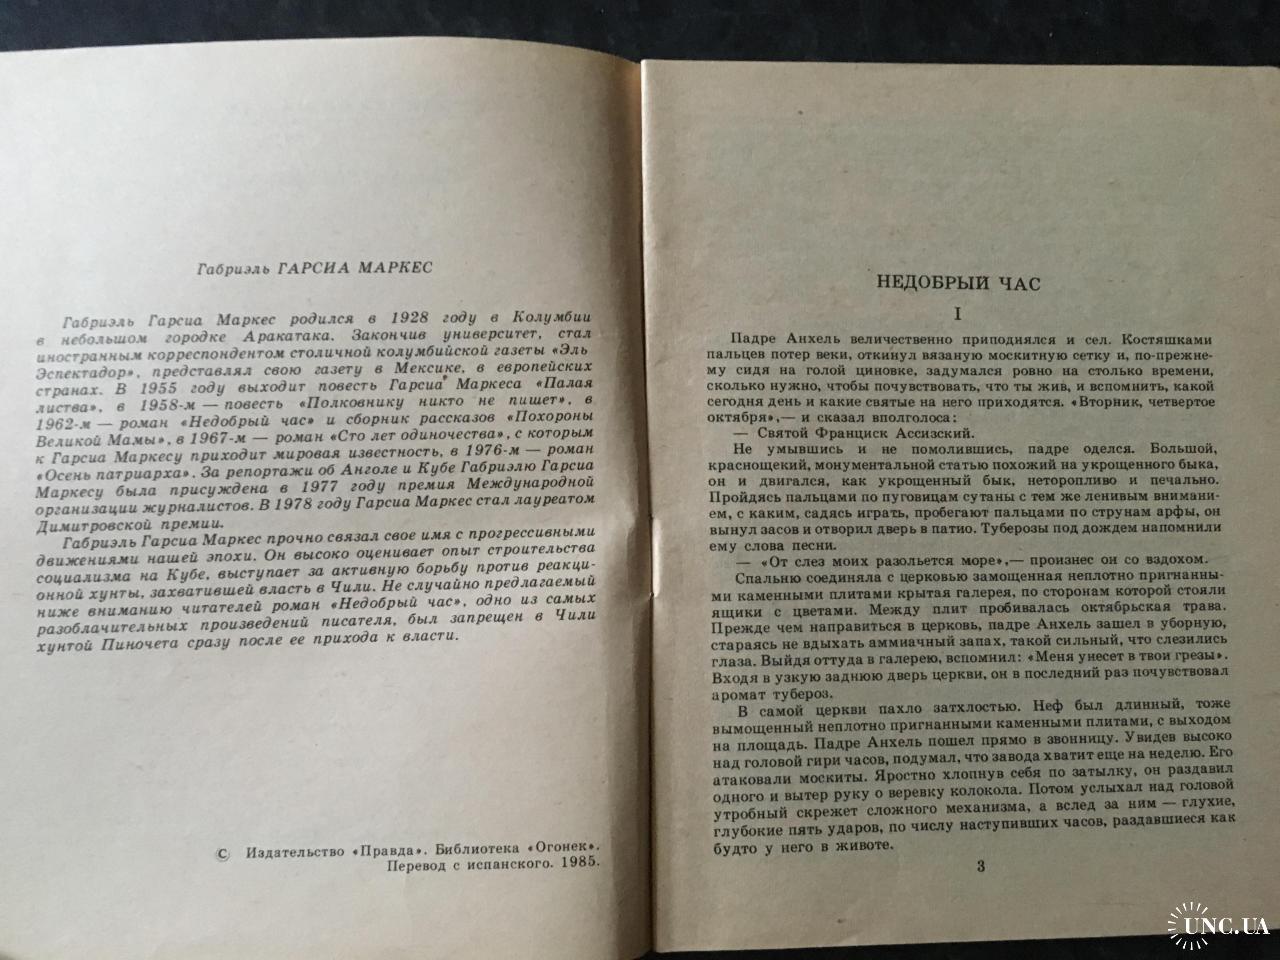 Габриэль ГАРСИА МАРКЕС
Габриэль Гарсиа Маркес родился в 1928 году в Колумбии
в небольшом городке Аракатака. Закончив университет, стал
иностранным корреспондентом столичной колумбийской газеты «Эль
Эспектадор», представлял свою газету в Мексике, в европейских
странах. В 1955 году выходит повесть Гарсиа Маркеса «Палая
листва», в 1958-м — повесть «Полковнику никто не пишет», в
1962-м — роман «Недобрый час» и сборник рассказов «Похороны
Великой Мамы», в 1967-м — роман «Сто лет одиночества», с которым
к Гарсиа Маркесу приходит мировая известность, в 1976-м — роман
«Осень патриарха». За репортажи об Анголе и Кубе Габриэлю Гарсиа
Маркесу была присуждена в 1977 году премия Международной
организации журналистов. В 1978 году Гарсиа Маркес стал лауреатом
Димитровской премии.
Габриэль Гарсиа Маркес прочно связал свое имя с прогрессивными
движениями нашей эпохи. Он высоко оценивает опыт строительства
социализма на Кубе, выступает за активную борьбу против реакци-
онной хунты, захватившей власть в Чили. Не случайно предлагаемый
ниже вниманию читателей роман «Недобрый час», одно из самых
разоблачительных произведений писателя, был запрещен в Чили
хунтой Пиночета сразу после ее прихода к власти.
© Издательство «Правда». Библиотека «Огонек».
Перевод с испанского. 1985.
НЕДОБРЫЙ ЧАС
I
Падре Анхель величественно приподнялся и сел. Костяшками
пальцев потер веки, откинул вязаную москитную сетку и, по-прежне-
му сидя на голой циновке, задумался ровно на столько времени,
сколько нужно, чтобы почувствовать, что ты жив, и вспомнить, какой
сегодня день и какие святые на него приходятся. «Вторник, четвертое
октября»,— и сказал вполголоса:
— Святой Франциск Ассизский.
Не умывшись и не помолившись, падре оделся. Большой,
краснощекий, монументальной статью похожий на укрощенного быка,
он и двигался, как укрощенный бык, неторопливо и печально.
Пройдясь пальцами по пуговицам сутаны с тем же ленивым внимани-
ем, с каким, садясь играть, пробегают пальцами по струнам арфы, он
вынул засов и отворил дверь в патио. Туберозы под дождем напомнили
ему слова песни.
— «От слез моих разольется море»,— произнес он со вздохом.
Спальню соединяла с церковью замощенная неплотно пригнанны-
ми каменными плитами крытая галерея, по сторонам которой стояли
ящики с цветами. Между плит пробивалась октябрьская трава.
Прежде чем направиться в церковь, падре Анхель зашел в уборную,
стараясь не вдыхать аммиачный запах, такой сильный, что слезились
глаза. Выйдя оттуда в галерею, вспомнил: «Меня унесет в твои грезы».
Входя в узкую заднюю дверь церкви, он в последний раз почувствовал
аромат тубероз.
В самой церкви пахло затхлостью. Неф был длинный, тоже
вымощенный неплотно пригнанными каменными плитами, с выходом
на площадь. Падре Анхель пошел прямо в звонницу. Увидев высоко
над головой гири часов, подумал, что завода хватит еще на неделю. Его
атаковали москиты. Яростно хлопнув себя по затылку, он раздавил
одного и вытер руку о веревку колокола. Потом услыхал над головой
утробный скрежет сложного механизма, а вслед за ним — глухие,
глубокие пять ударов, по числу наступивших часов, раздавшиеся как
будто у него в животе.
3
UNC.UA